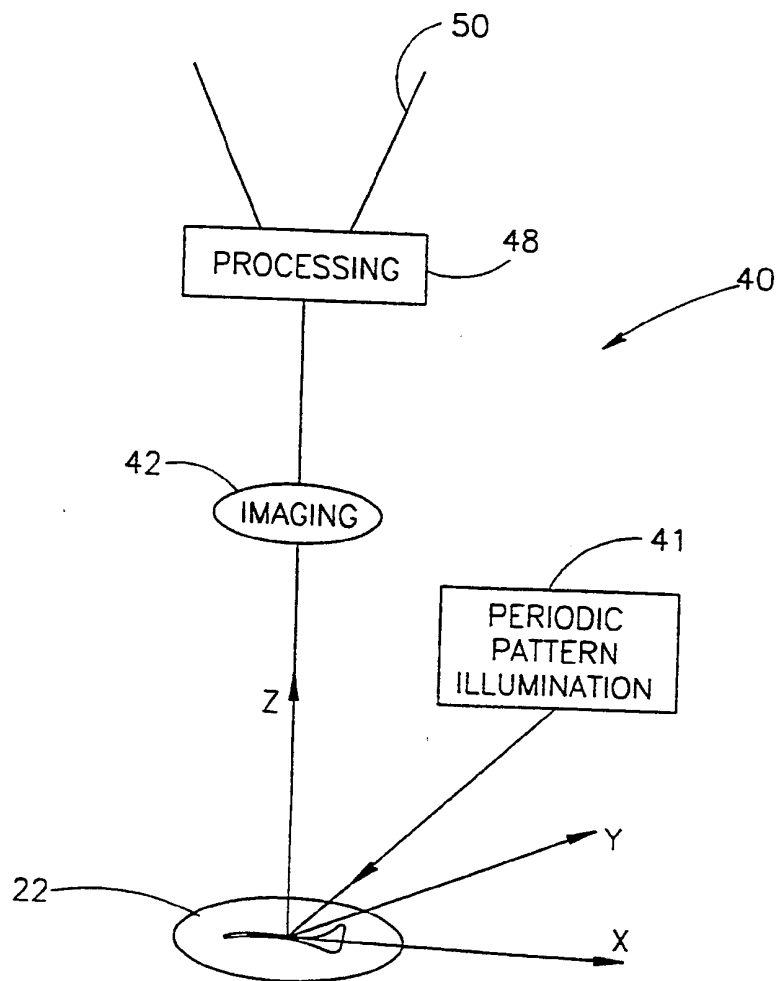 50
PROCESSING
48
40
42
IMAGING
41
PERIODIC
PATTERN
ILLUMINATION
Z
Y
22
X